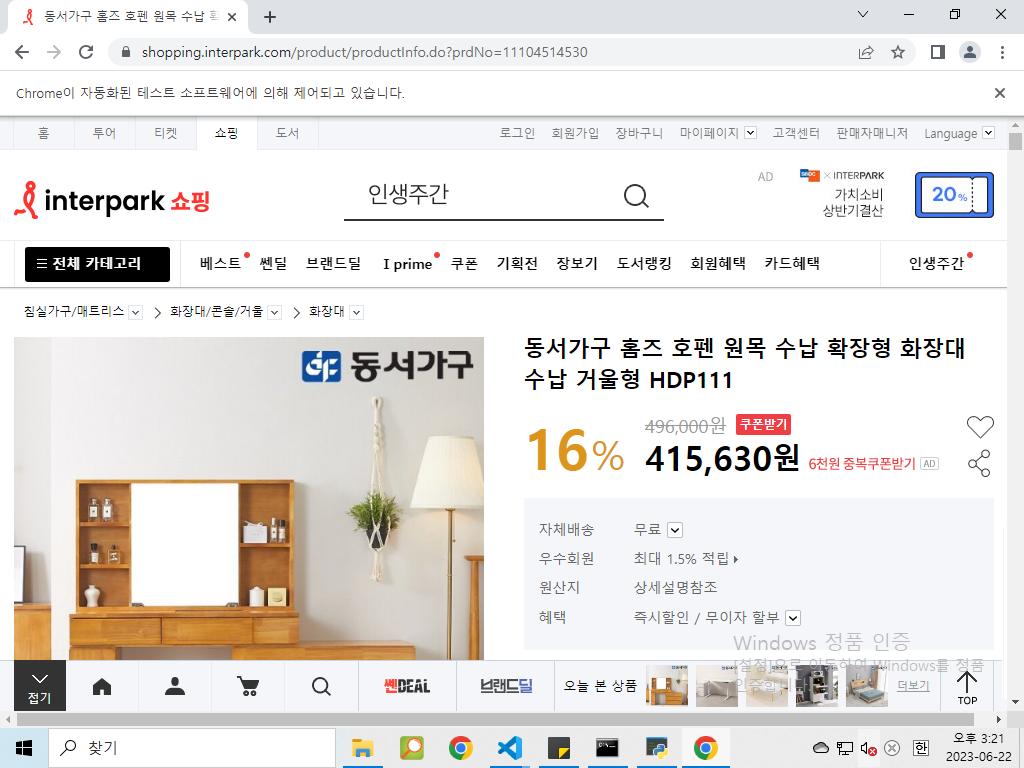 동서가구 홈즈 호펜 원목 수납 확
shopping.interpark.com/product/productInfo.do?prdNo=11104514530
Chrome이 자동화된 테스트 소프트웨어에 의해 제어되고 있습니다.
홈 투어 티켓 쇼핑 도서 로그인 회원가입 장바구니 마이페이지 고객센터 판매자매니저 Language
interpark 쇼핑
인생주간
AD
× INTERPARK
가치소비
상반기결산
20%
전체 카테고리 베스트 쎈딜 브랜드딜 I prime 쿠폰 기획전 장보기 도서랭킹 회원혜택 카드혜택 인생주간
침실가구/매트리스 > 화장대/콘솔/거울 > 화장대
동서가구
동서가구 홈즈 호펜 원목 수납 확장형 화장대
수납 거울형 HDP111
16%
496,000원 쿠폰받기
415,630원 6천원 중복쿠폰받기 AD
자체배송 무료
우수회원 최대 1.5% 적립
원산지 상세설명참조
혜택 즉시할인 / 무이자 할부
Windows 정품 인증
[설정]으로 이동하여 Windows를 정품
인증합니다.
접기
쎈DEAL
브랜드딜
오늘 본 상품
더보기
TOP
찾기
한
오후 3:21
2023-06-22